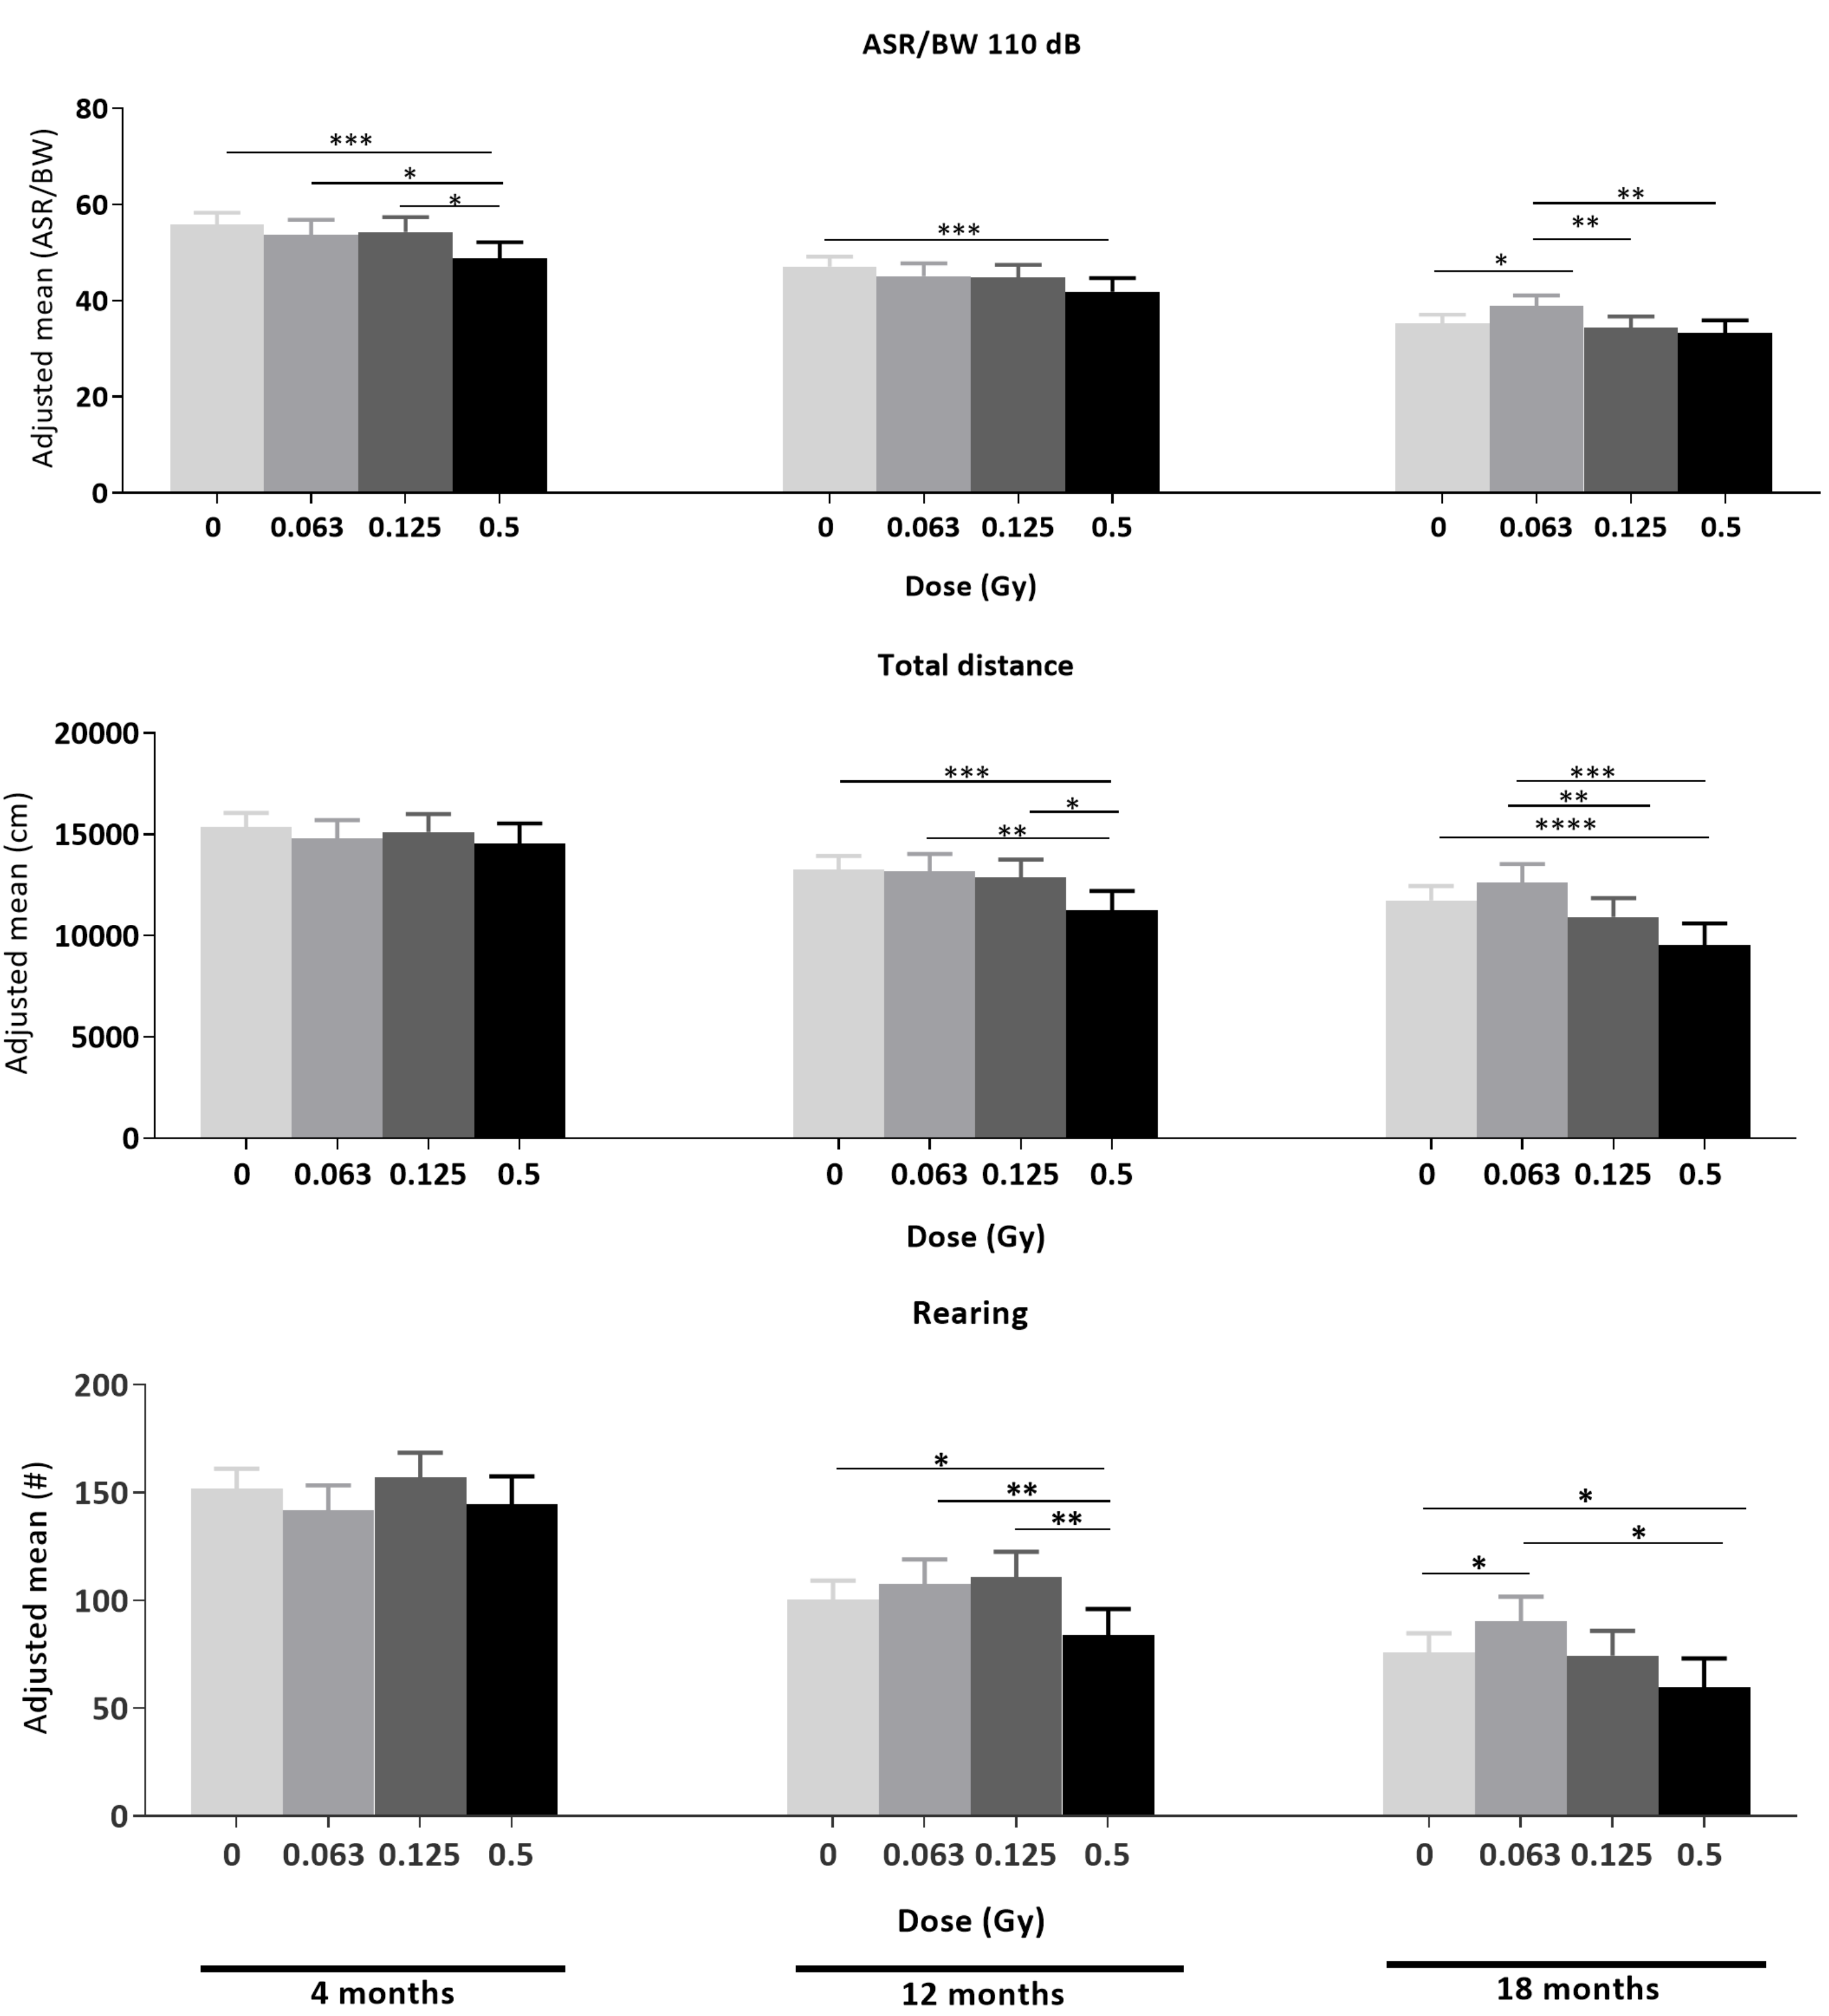 ASR/BW 110 dB
Adjusted mean (ASR/BW)
80
60
40
20
0
***
*
*
***
**
**
*
0 0.063 0.125 0.5 0 0.063 0.125 0.5 0 0.063 0.125 0.5
Dose (Gy)
Total distance
Adjusted mean (cm)
20000
15000
10000
5000
0
***
*
**
***
**
****
0 0.063 0.125 0.5 0 0.063 0.125 0.5 0 0.063 0.125 0.5
Dose (Gy)
Rearing
Adjusted mean (#)
200
150
100
50
0
*
**
**
*
*
*
0 0.063 0.125 0.5 0 0.063 0.125 0.5 0 0.063 0.125 0.5
Dose (Gy)
4 months 12 months 18 months